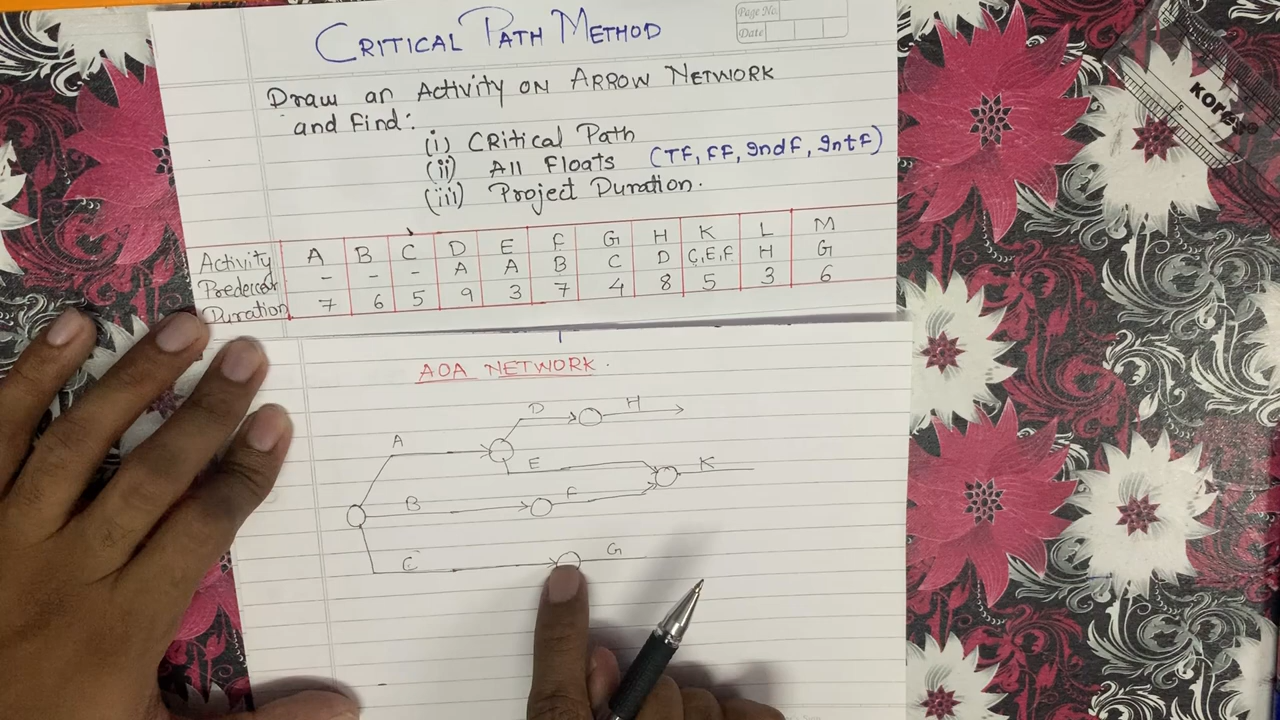 CRITICAL PATH METHOD
Page No.
Date
Draw an Activity ON ARROW NETWORK
and Find:
(i) CRitical Path
(ii) All Floats (TF, FF, IndF, IntF)
(iii) Project Duration.
Activity A B C D E F G H K L M
- - - A A B C D C,E,F H G
Duration 7 6 5 9 3 7 4 8 5 3 6
AOA NETWORK.
D H
A
E K
B F
C G